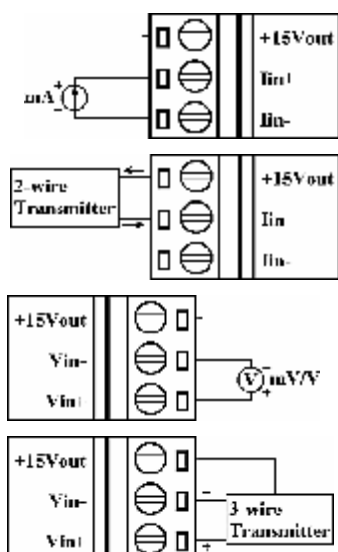 +15Vout
mA + − Iin+
Iin-
2-wire
Transmitter
+15Vout
Iin
Iin-
+15Vout
Vin-
Vin+
− V mV/V
+
+15Vout
Vin-
Vin+
−
+
3-wire
Transmitter